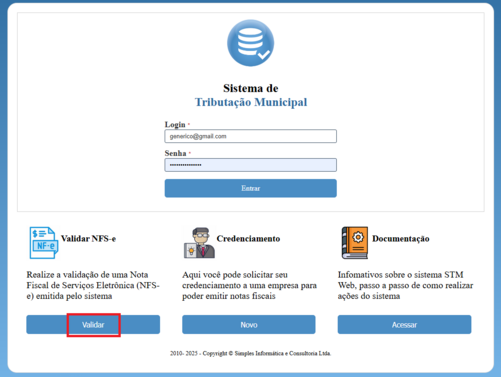 Sistema de
Tributação Municipal
Login *
generico@gmail.com
Senha *
••••••••••••••••
Entrar
NF-e
Validar NFS-e
Credenciamento
Documentação
Realize a validação de uma Nota
Fiscal de Serviços Eletrônica (NFS-
e) emitida pelo sistema
Aqui você pode solicitar seu
credenciamento a uma empresa para
poder emitir notas fiscais
Infomativos sobre o sistema STM
Web, passo a passo de como realizar
ações do sistema
Validar
Novo
Acessar
2010- 2025 - Copyright © Simples Informática e Consultoria Ltda.